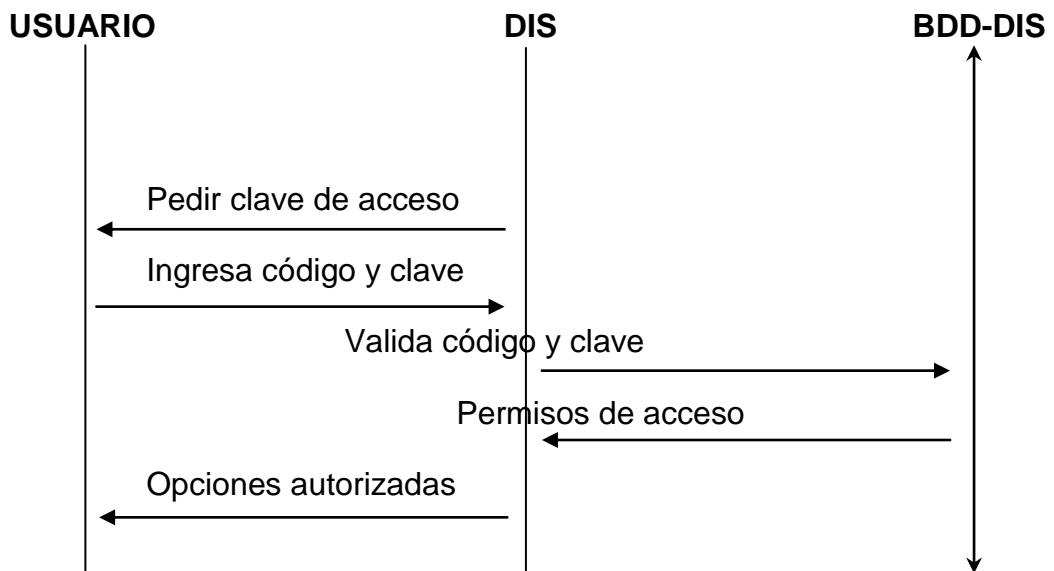 USUARIO DIS BDD-DIS
Pedir clave de acceso
Ingresa código y clave
Valida código y clave
Permisos de acceso
Opciones autorizadas